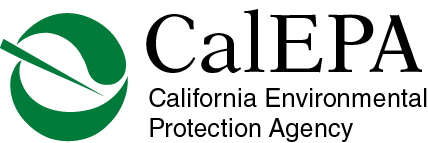 CalEPA
California Environmental
Protection Agency